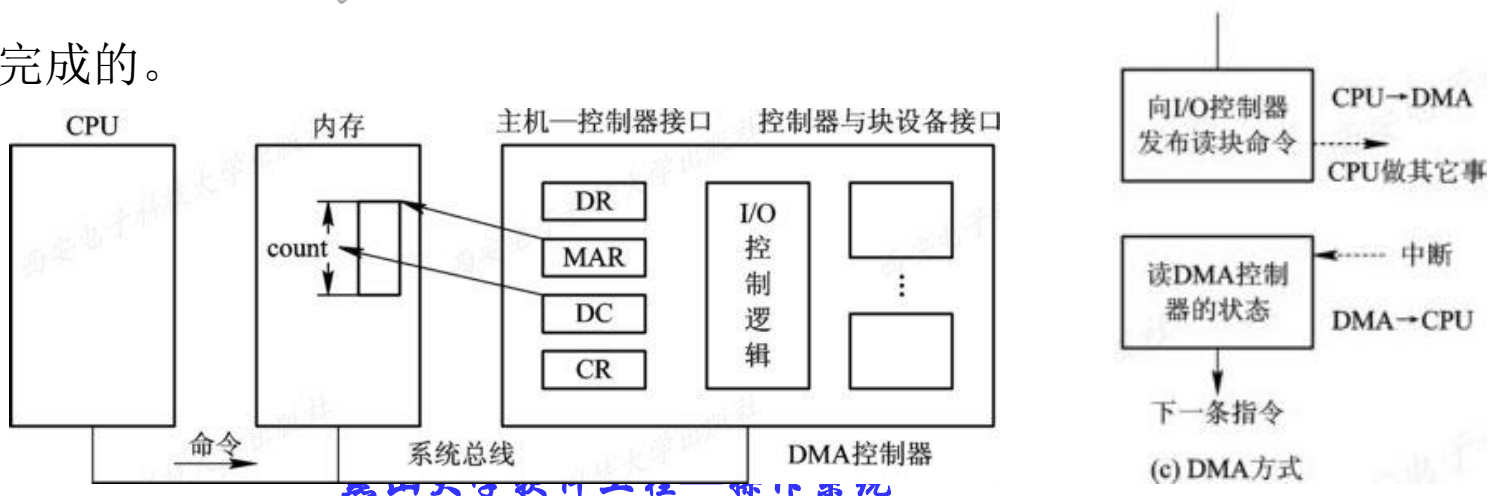 完成的。
CPU
内存
主机—控制器接口
控制器与块设备接口
count
DR
MAR
DC
CR
I/O
控
制
逻
辑
⋮
命令
系统总线
DMA控制器
向I/O控制器
发布读块命令
CPU→DMA
CPU做其它事
读DMA控制
器的状态
中断
DMA→CPU
下一条指令
(c) DMA方式